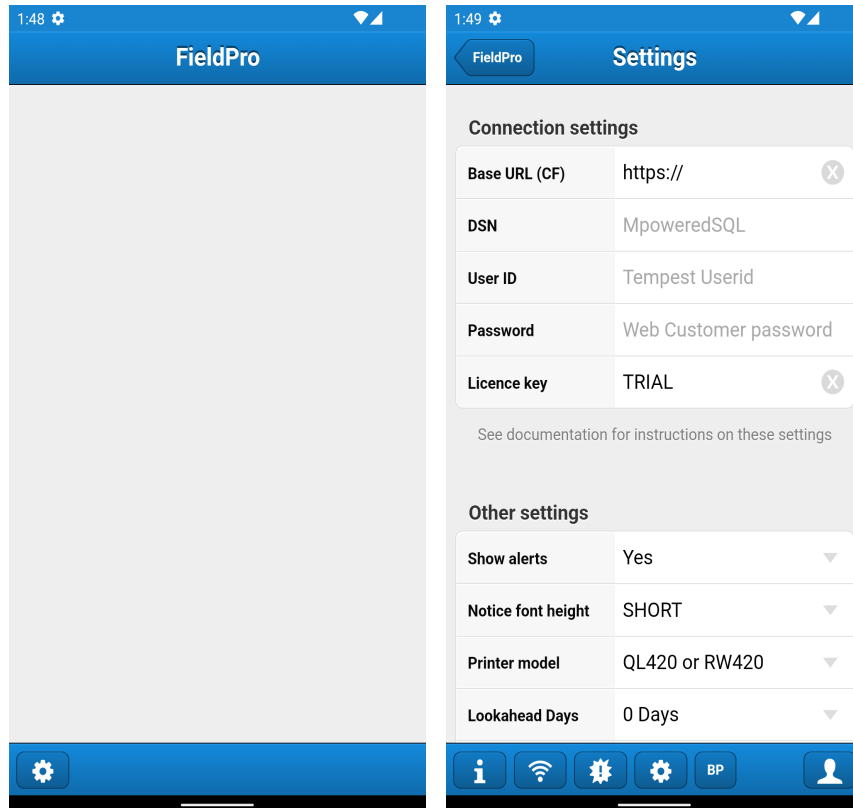 1:48
FieldPro
1:49
FieldPro
Settings
Connection settings
Base URL (CF) https://
DSN MpoweredSQL
User ID Tempest Userid
Password Web Customer password
Licence key TRIAL
See documentation for instructions on these settings
Other settings
Show alerts Yes
Notice font height SHORT
Printer model QL420 or RW420
Lookahead Days 0 Days
BP